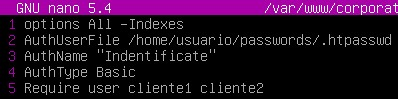 GNU nano 5.4 /var/www/corporat
1 options All -Indexes
2 AuthUserFile /home/usuario/passwords/.htpasswd
3 AuthName "Indentificate"
4 AuthType Basic
5 Require user cliente1 cliente2